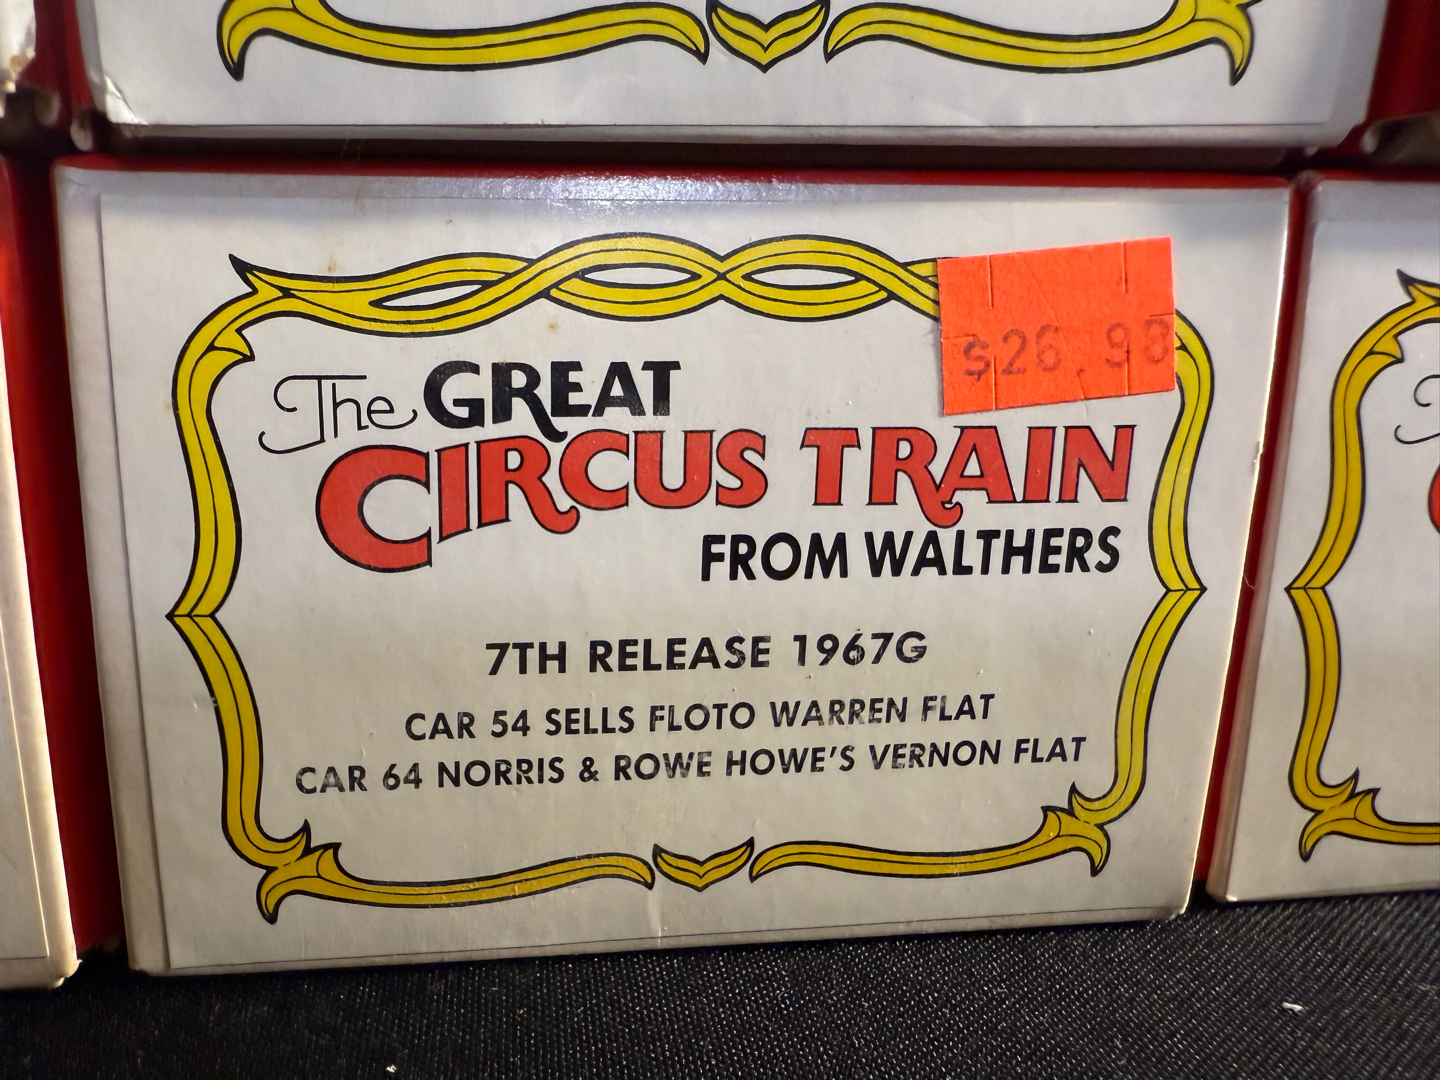 $26.98
The GREAT
CIRCUS TRAIN
FROM WALTHERS
7TH RELEASE 1967G
CAR 54 SELLS FLOTO WARREN FLAT
CAR 64 NORRIS & ROWE HOWE'S VERNON FLAT